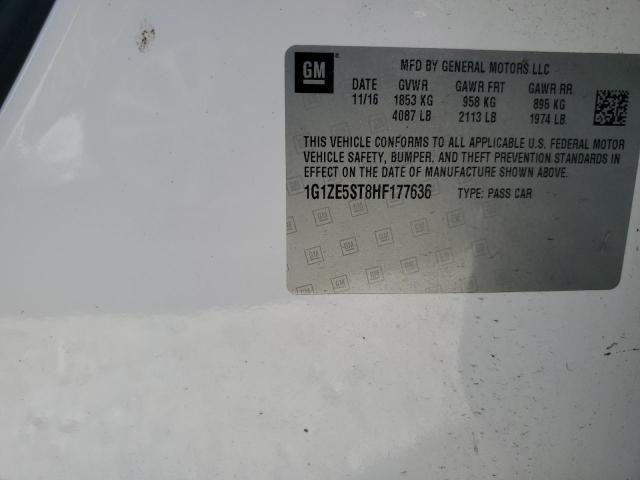 GM ® MFD BY GENERAL MOTORS LLC
DATE GVWR GAWR FRT GAWR RR
11/16 1853 KG 958 KG 895 KG
4087 LB 2113 LB 1974 LB
THIS VEHICLE CONFORMS TO ALL APPLICABLE U.S. FEDERAL MOTOR
VEHICLE SAFETY, BUMPER, AND THEFT PREVENTION STANDARDS IN
EFFECT ON THE DATE OF MANUFACTURE SHOWN ABOVE.
1G1ZE5ST8HF177636 TYPE: PASS CAR